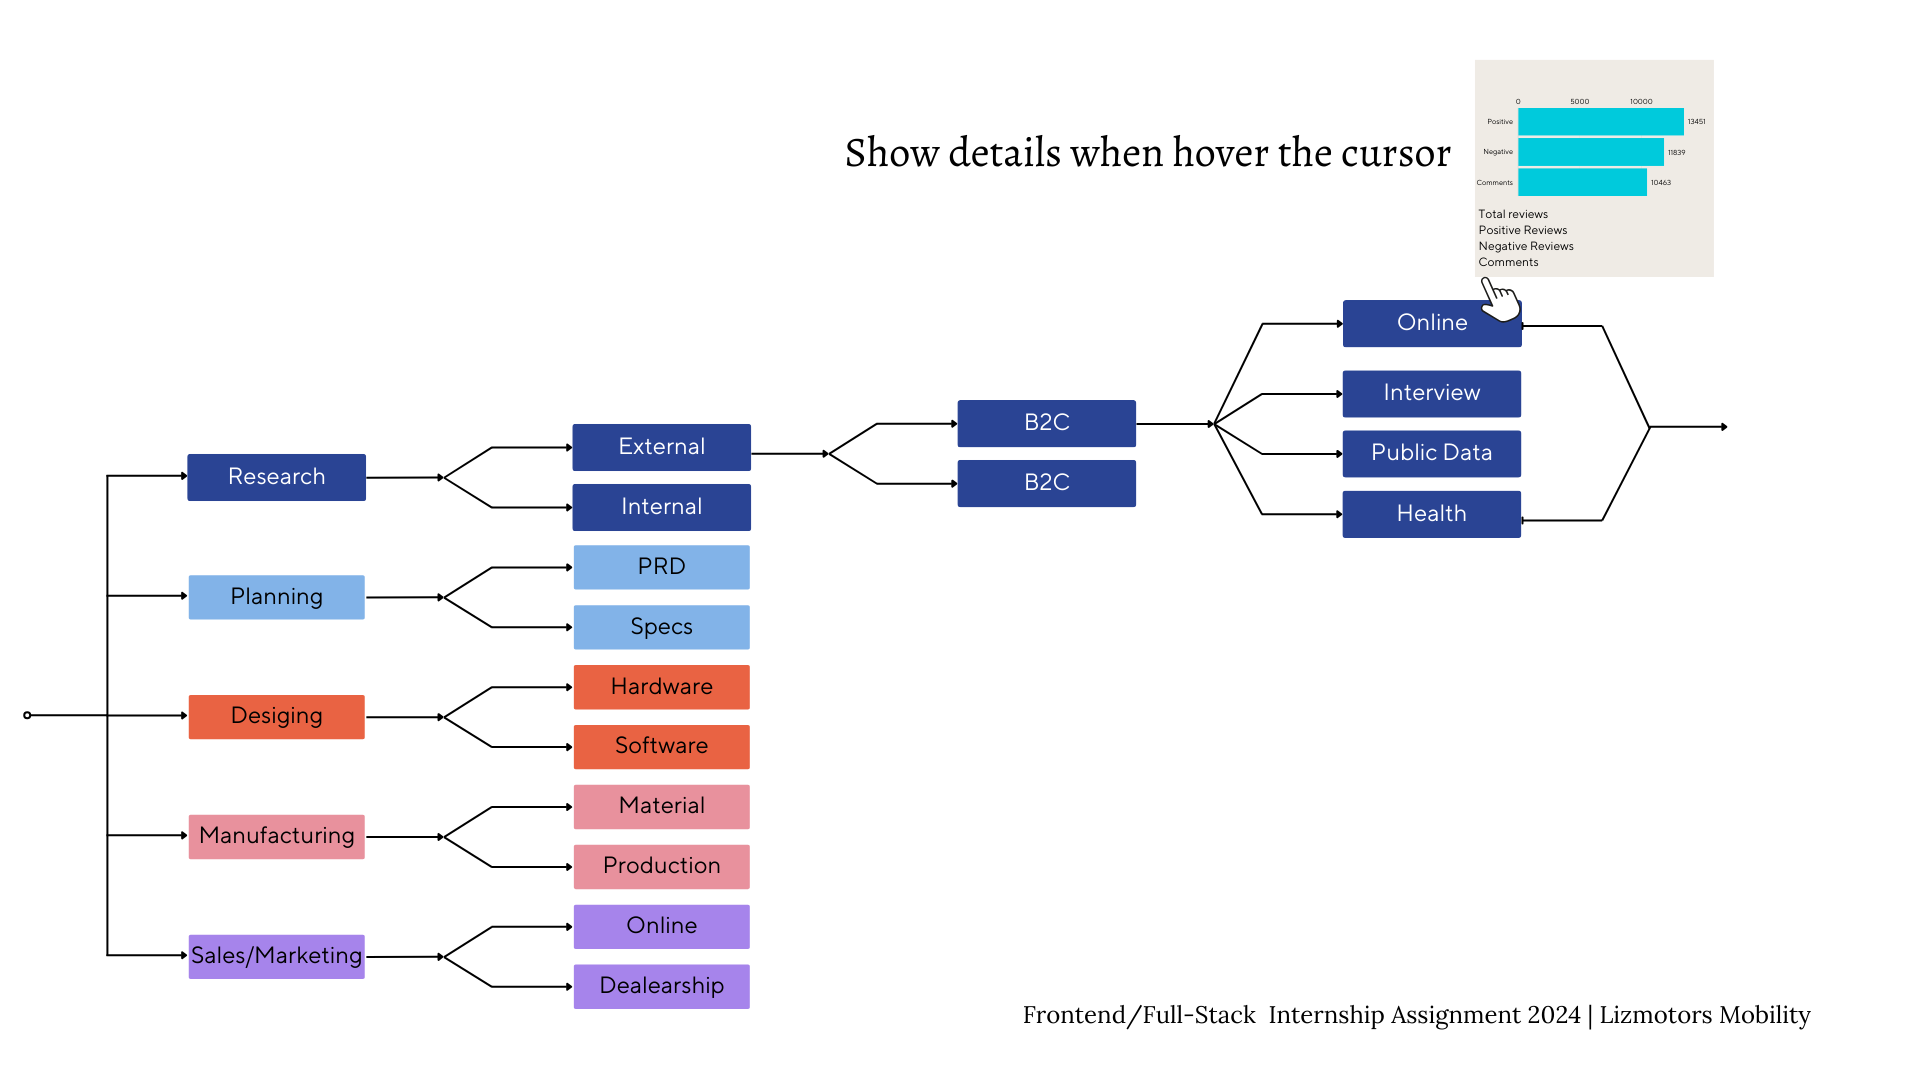 0 5000 10000
Positive 13451
Negative 11839
Comments 10463
Show details when hover the cursor
Total reviews
Positive Reviews
Negative Reviews
Comments
Online
Interview
Public Data
Health
B2C
B2C
Research
External
Internal
Planning
PRD
Specs
Desiging
Hardware
Software
Manufacturing
Material
Production
Sales/Marketing
Online
Dealearship
Frontend/Full-Stack Internship Assignment 2024 | Lizmotors Mobility